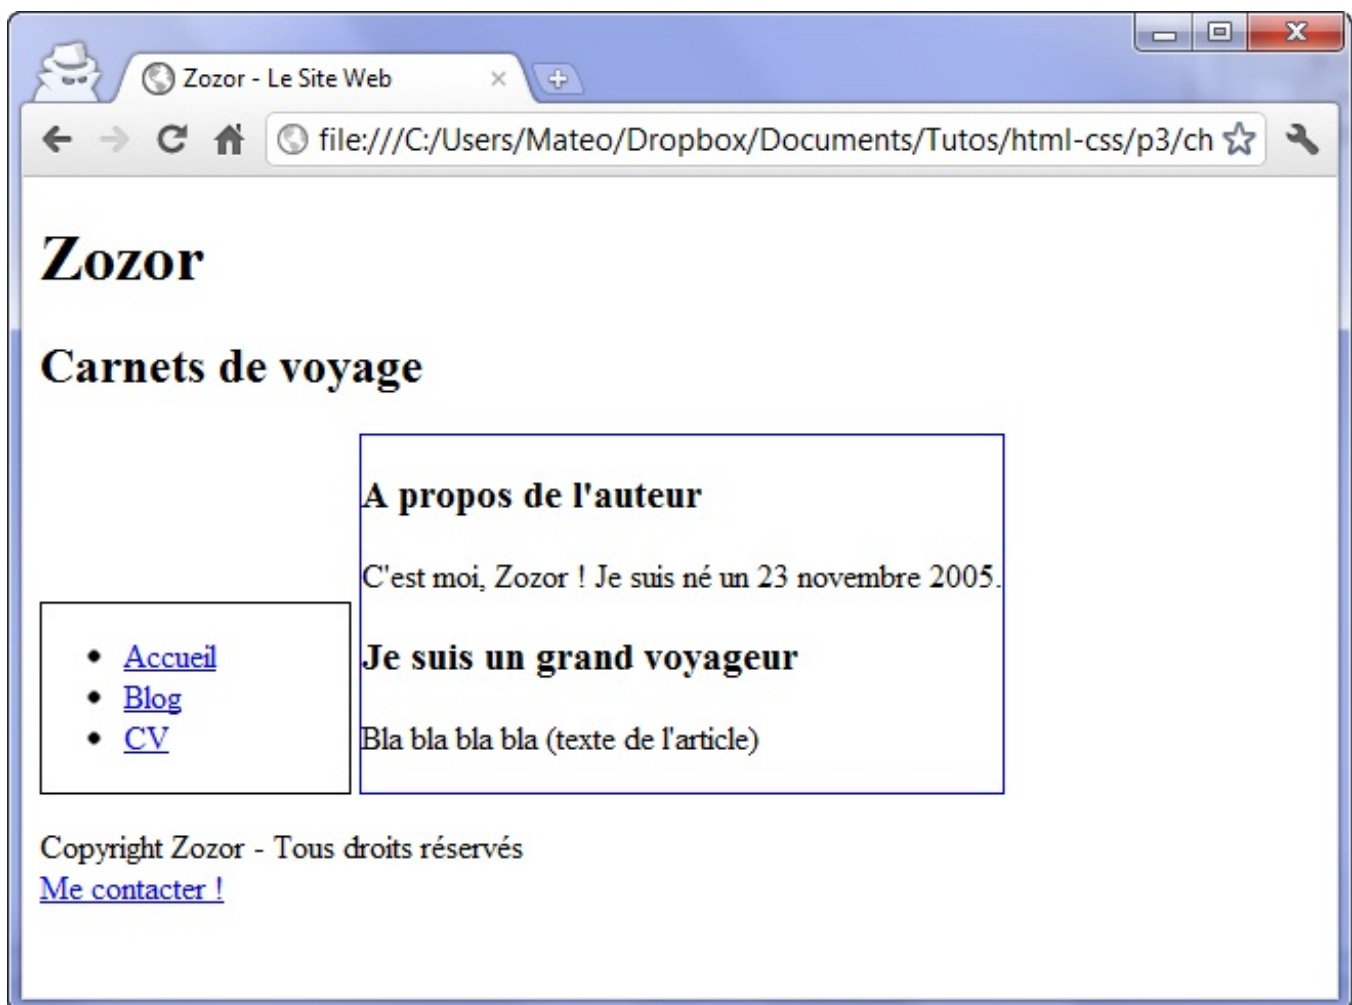 Zozor - Le Site Web
file:///C:/Users/Mateo/Dropbox/Documents/Tutos/html-css/p3/ch
Zozor
Carnets de voyage
A propos de l'auteur
C'est moi, Zozor ! Je suis né un 23 novembre 2005.
Je suis un grand voyageur
Bla bla bla bla (texte de l'article)
Accueil
Blog
CV
Copyright Zozor - Tous droits réservés
Me contacter !